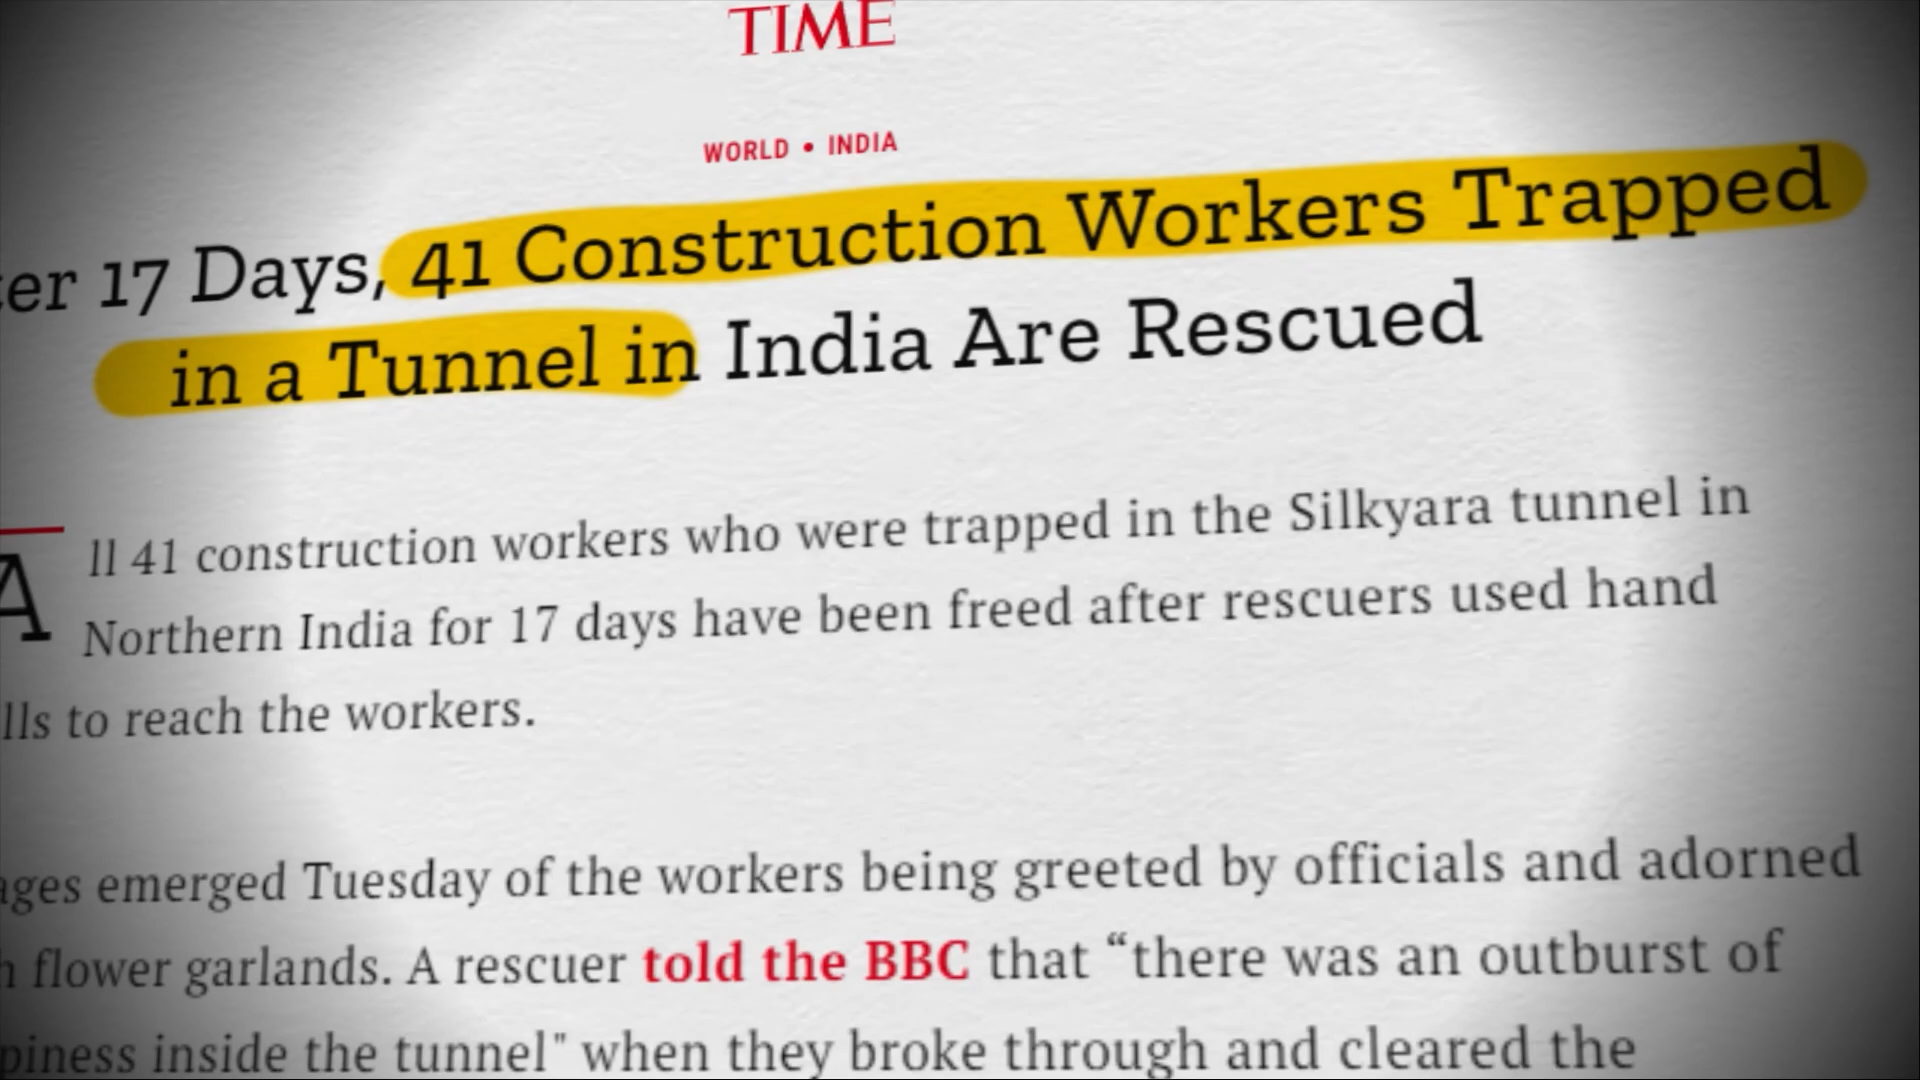 TIME
WORLD • INDIA
er 17 Days, 41 Construction Workers Trapped
in a Tunnel in India Are Rescued
All 41 construction workers who were trapped in the Silkyara tunnel in
Northern India for 17 days have been freed after rescuers used hand
lls to reach the workers.
ages emerged Tuesday of the workers being greeted by officials and adorned
h flower garlands. A rescuer told the BBC that “there was an outburst of
piness inside the tunnel" when they broke through and cleared the